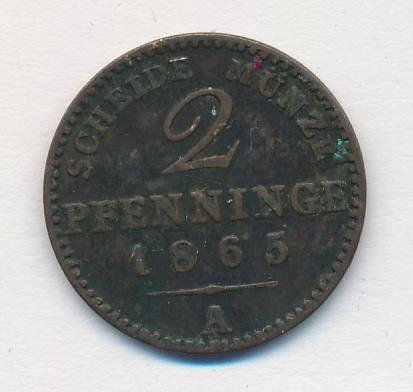 SCHEIDE MÜNZE
2
PFENNINGE
1865
A